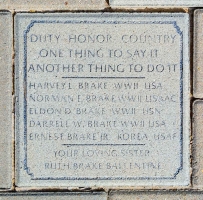 DUTY · HONOR · COUNTRY
ONE THING TO SAY IT
ANOTHER THING TO DO IT
HARVEY L BRAKE WWII USA
NORMAN E BRAKE WWII USAAC
ELDON D BRAKE WWII USN
DARRELL W. BRAKE WWII USA
ERNEST BRAKE JR KOREA USAF
YOUR LOVING SISTER
RUTH BRAKE BALLENTINE